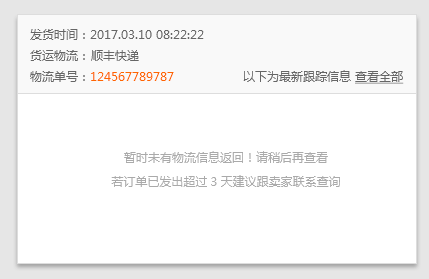 发货时间：2017.03.10 08:22:22
货运物流：顺丰快递
物流单号：124567789787 以下为最新跟踪信息 查看全部
暂时未有物流信息返回！请稍后再查看
若订单已发出超过 3 天建议跟卖家联系查询